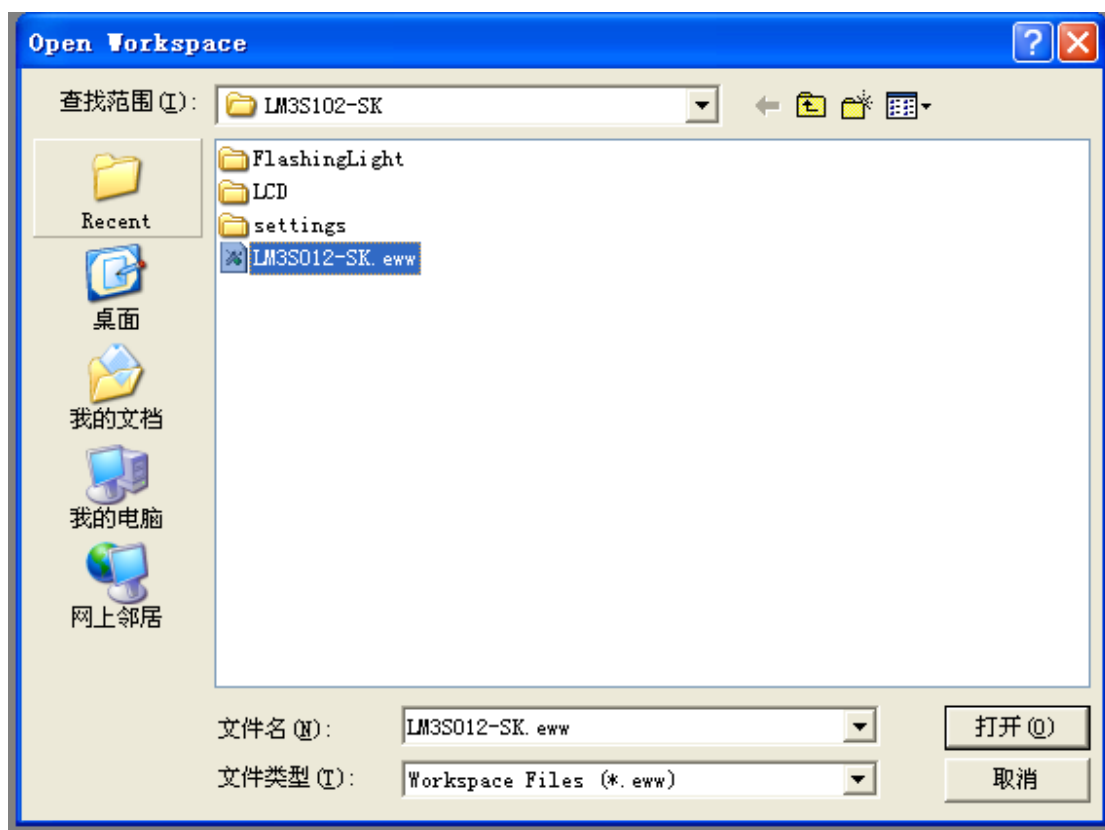 Open Workspace
查找范围(I): LM3S102-SK
FlashingLight
LCD
settings
LM3S012-SK.eww
Recent
桌面
我的文档
我的电脑
网上邻居
文件名(N): LM3S012-SK.eww 打开(O)
文件类型(T): Workspace Files (*.eww) 取消